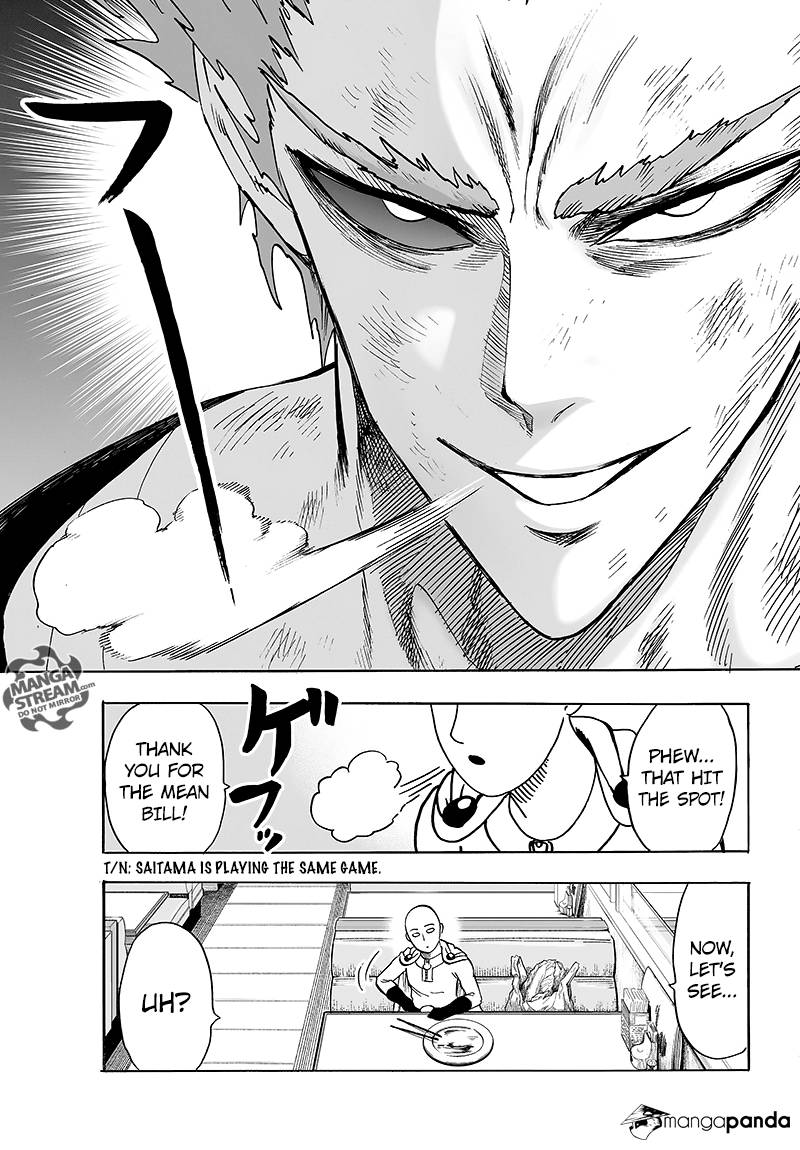 フー
MANGA
STREAM.com
DO NOT MIRROR
PHEW...
THAT HIT
THE SPOT!
ゲフッ
THANK
YOU FOR
THE MEAN
BILL!
T/N: SAITAMA IS PLAYING THE SAME GAME.
NOW,
LET'S
SEE...
UH?
mangapanda